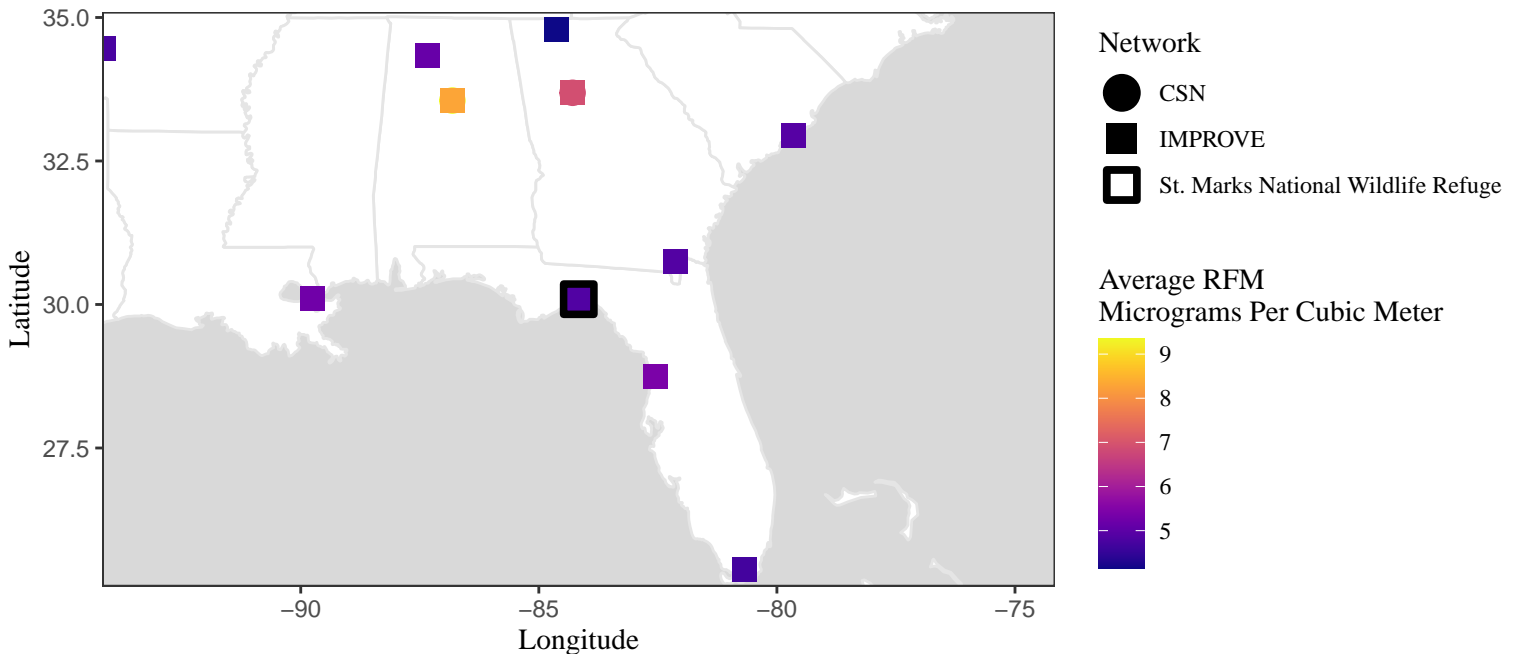 35.0
32.5
30.0
27.5
Latitude
−90
−85
−80
−75
Longitude
Network
CSN
IMPROVE
St. Marks National Wildlife Refuge
Average RFM
Micrograms Per Cubic Meter
9
8
7
6
5